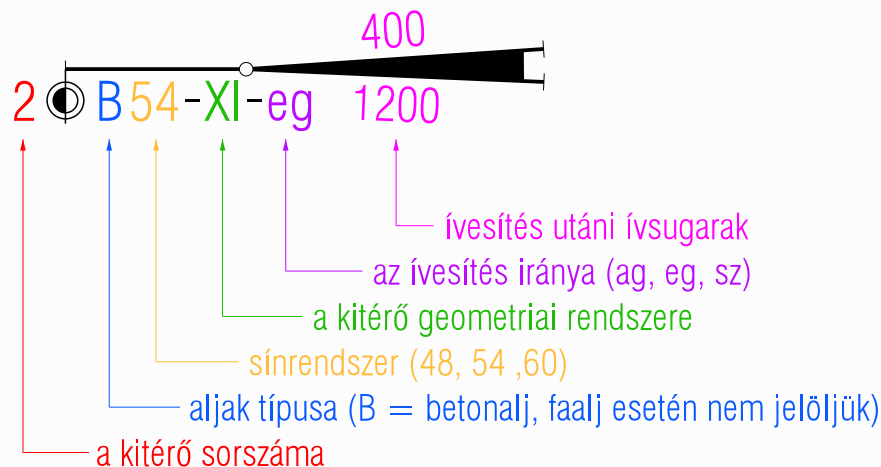 400
2 B54-XI-eg 1200
ívesítés utáni ívsugarak
az ívesítés iránya (ag, eg, sz)
a kitérő geometriai rendszere
sínrendszer (48, 54 ,60)
aljak típusa (B = betonalj, faalj esetén nem jelöljük)
a kitérő sorszáma